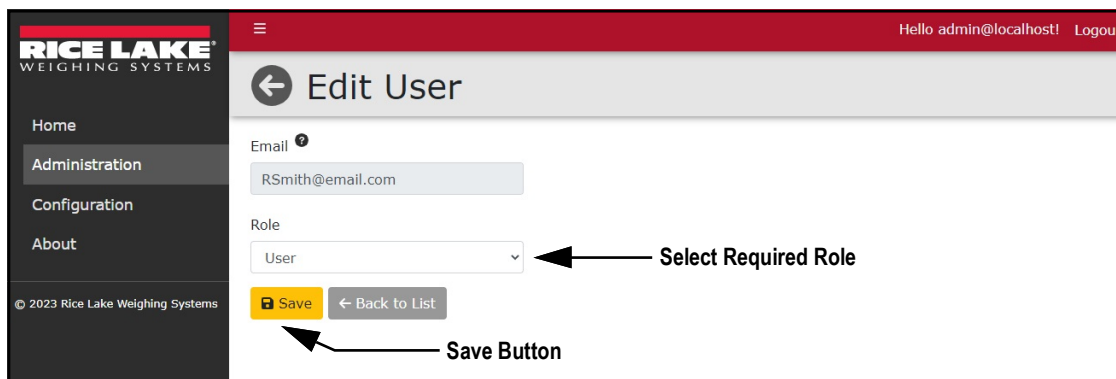 RICE LAKE®
WEIGHING SYSTEMS
Home
Administration
Configuration
About
© 2023 Rice Lake Weighing Systems
Hello admin@localhost! Logou
Edit User
Email
RSmith@email.com
Role
User
Select Required Role
Save
Back to List
Save Button